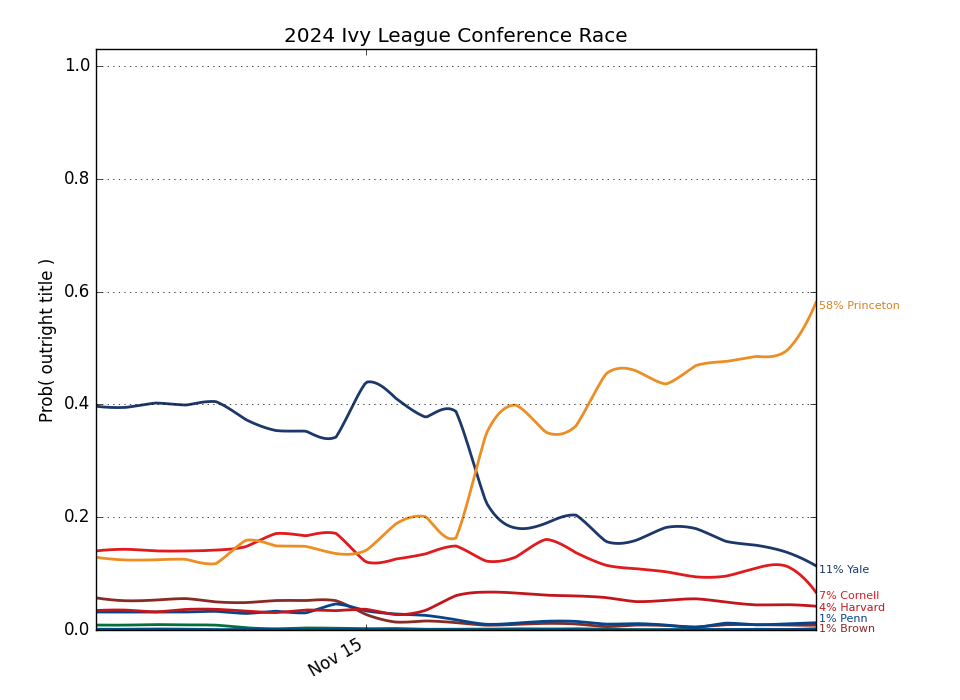 2024 Ivy League Conference Race
Prob( outright title )
1.0
0.8
0.6
0.4
0.2
0.0
Nov 15
58% Princeton
11% Yale
7% Cornell
4% Harvard
1% Penn
1% Brown